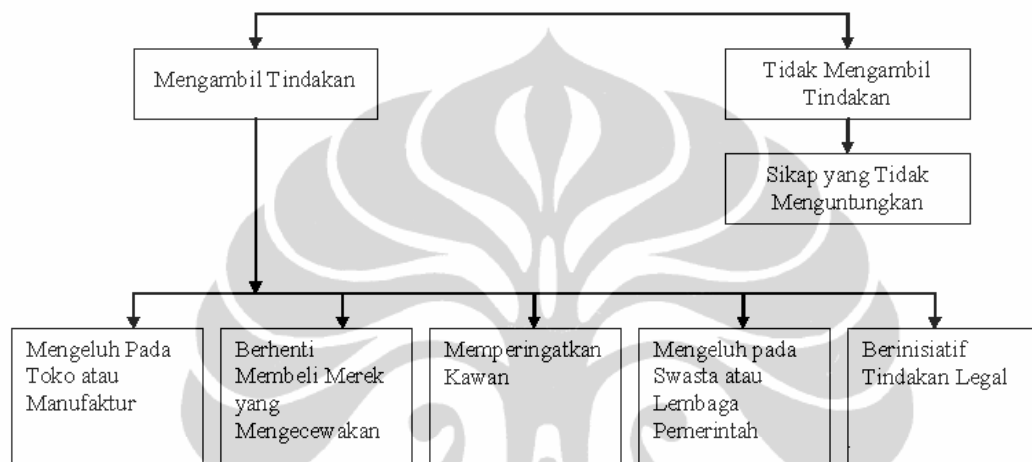 Mengambil Tindakan
Tidak Mengambil
Tindakan
Sikap yang Tidak
Menguntungkan
Mengeluh Pada
Toko atau
Manufaktur
Berhenti
Membeli Merek
yang
Mengecewakan
Memperingatkan
Kawan
Mengeluh pada
Swasta atau
Lembaga
Pemerintah
Berinisiatif
Tindakan Legal